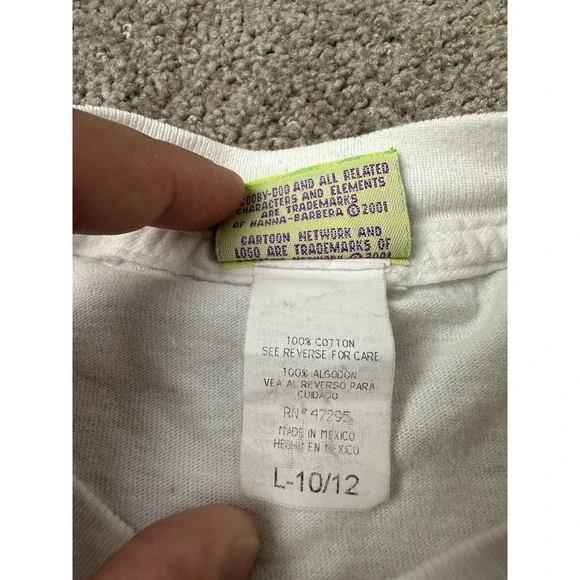 AND ALL RELATED
CHARACTERS AND ELEMENTS
ARE TRADEMARKS
OF HANNA-BARBERA © 2001
CARTOON NETWORK AND
LOGO ARE TRADEMARKS OF
NETWORK © 2001
100% COTTON
SEE REVERSE FOR CARE
100% ALGODON
VEA AL REVERSO PARA
CUIDADO
RN# 47295
MADE IN MEXICO
HECHO EN MEXICO
L-10/12